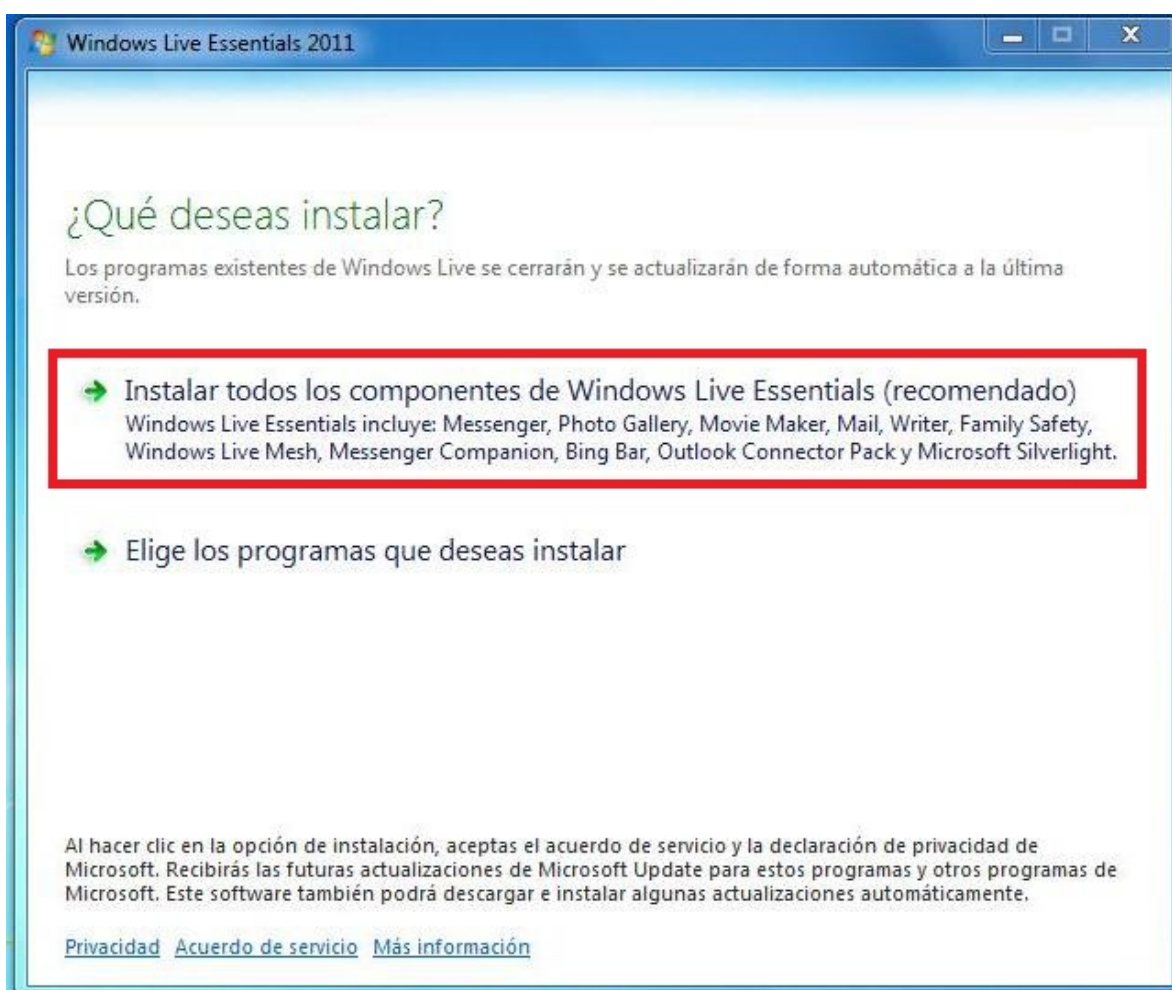 Windows Live Essentials 2011
¿Qué deseas instalar?
Los programas existentes de Windows Live se cerrarán y se actualizarán de forma automática a la última
versión.
Instalar todos los componentes de Windows Live Essentials (recomendado)
Windows Live Essentials incluye: Messenger, Photo Gallery, Movie Maker, Mail, Writer, Family Safety,
Windows Live Mesh, Messenger Companion, Bing Bar, Outlook Connector Pack y Microsoft Silverlight.
Elige los programas que deseas instalar
Al hacer clic en la opción de instalación, aceptas el acuerdo de servicio y la declaración de privacidad de
Microsoft. Recibirás las futuras actualizaciones de Microsoft Update para estos programas y otros programas de
Microsoft. Este software también podrá descargar e instalar algunas actualizaciones automáticamente.
Privacidad Acuerdo de servicio Más información